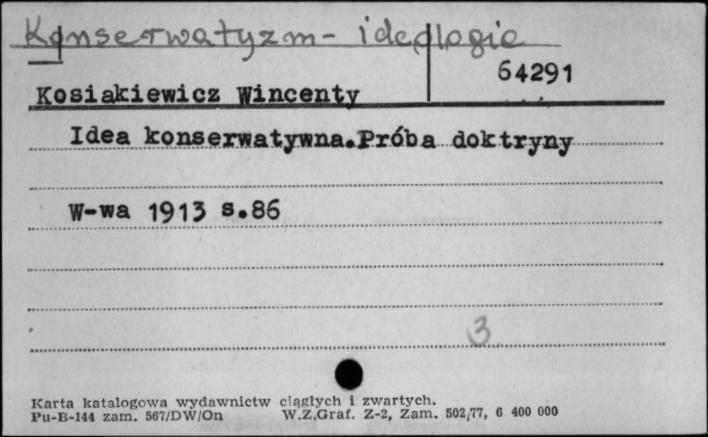 Konserwatyzm - ideologie
64291
Kosiakiewicz Wincenty
Idea konserwatywna.Próba doktryny
W-wa 1913 s.86
3
Karta katalogowa wydawnictw ciągłych i zwartych.
Pu-B-144 zam. 567/DW/On W.Z.Graf. Z-2, Zam. 502/77, 6 400 000